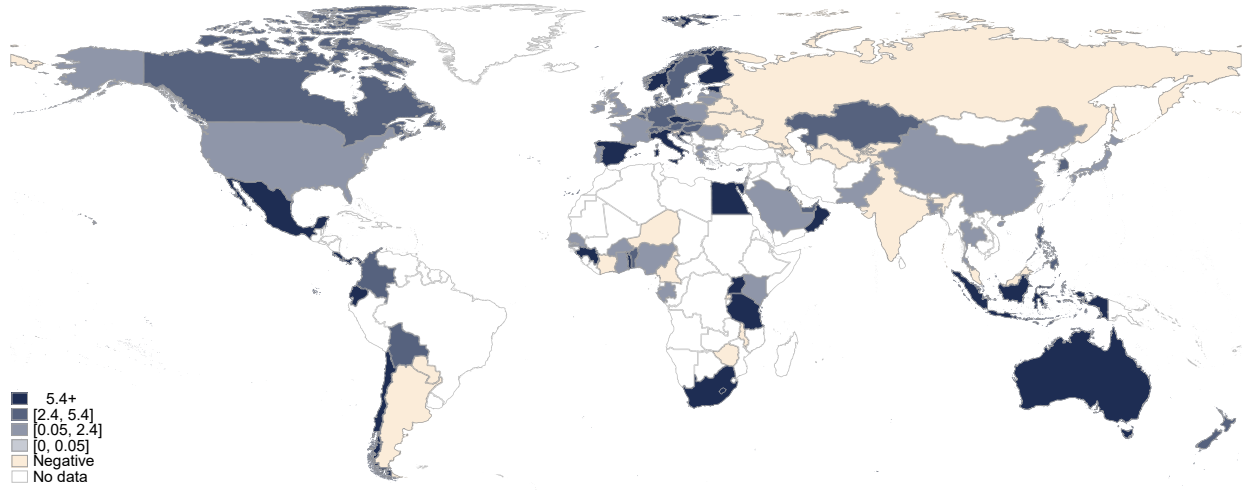 5.4+
[2.4, 5.4]
[0.05, 2.4]
[0, 0.05]
Negative
No data